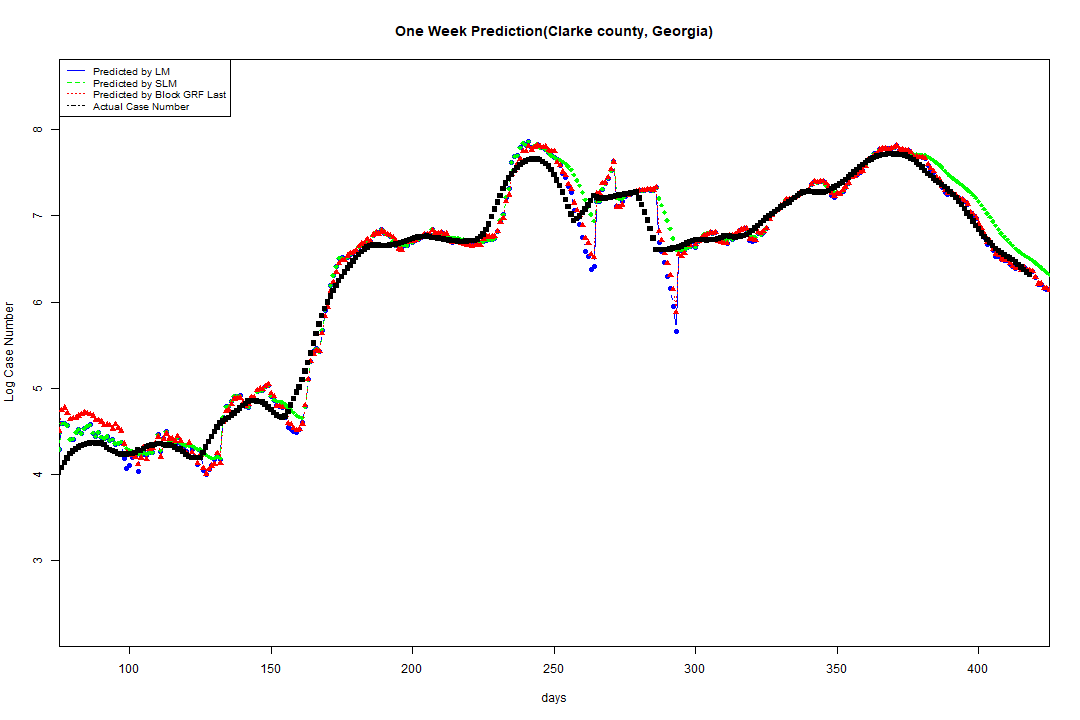 One Week Prediction(Clarke county, Georgia)
Predicted by LM
Predicted by SLM
Predicted by Block GRF Last
Actual Case Number
8
7
6
5
4
3
Log Case Number
100 150 200 250 300 350 400
days